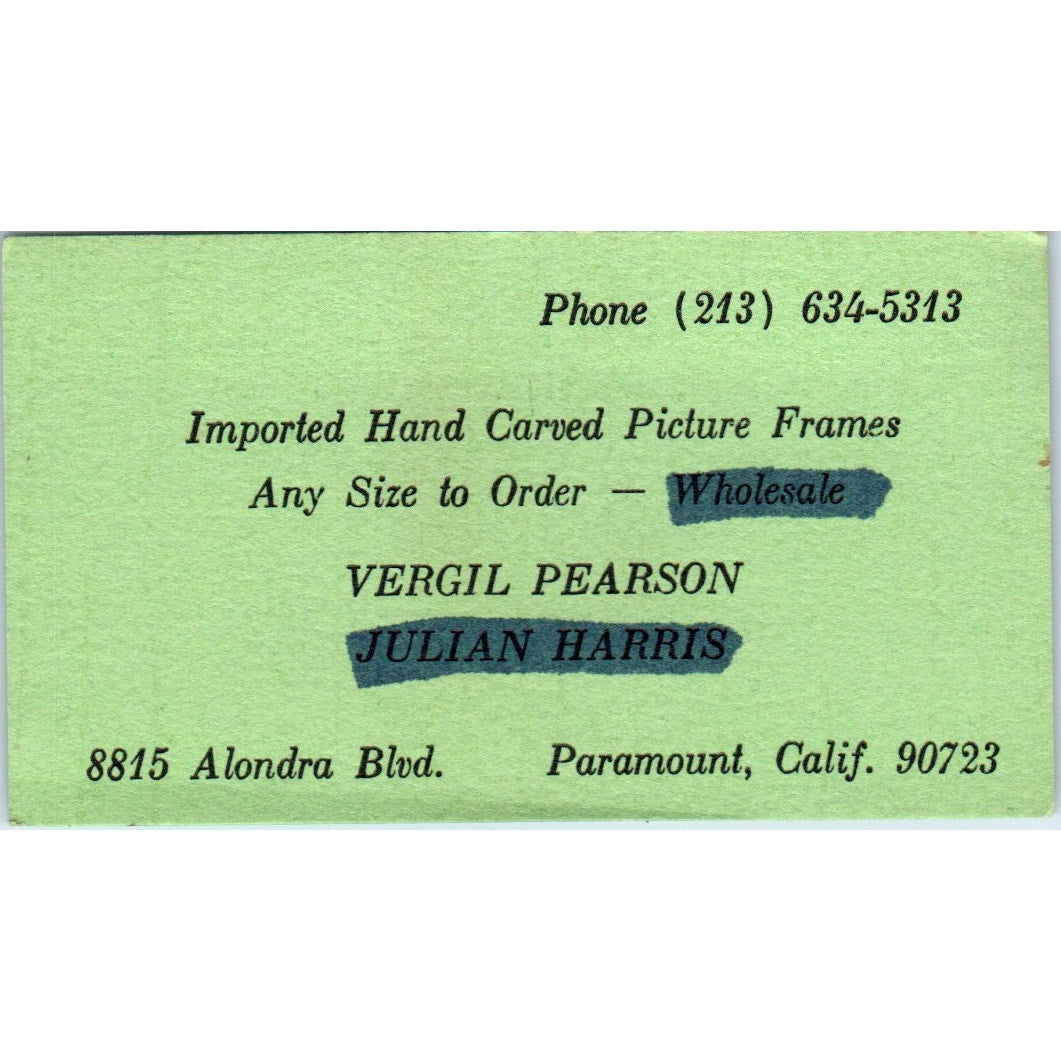 Phone (213) 634-5313
Imported Hand Carved Picture Frames
Any Size to Order — Wholesale
VERGIL PEARSON
JULIAN HARRIS
8815 Alondra Blvd. Paramount, Calif. 90723